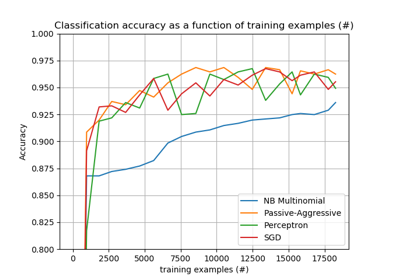 Classification accuracy as a function of training examples (#)
1.000
0.975
0.950
0.925
0.900
0.875
0.850
0.825
0.800
Accuracy
0 2500 5000 7500 10000 12500 15000 17500
training examples (#)
NB Multinomial
Passive-Aggressive
Perceptron
SGD